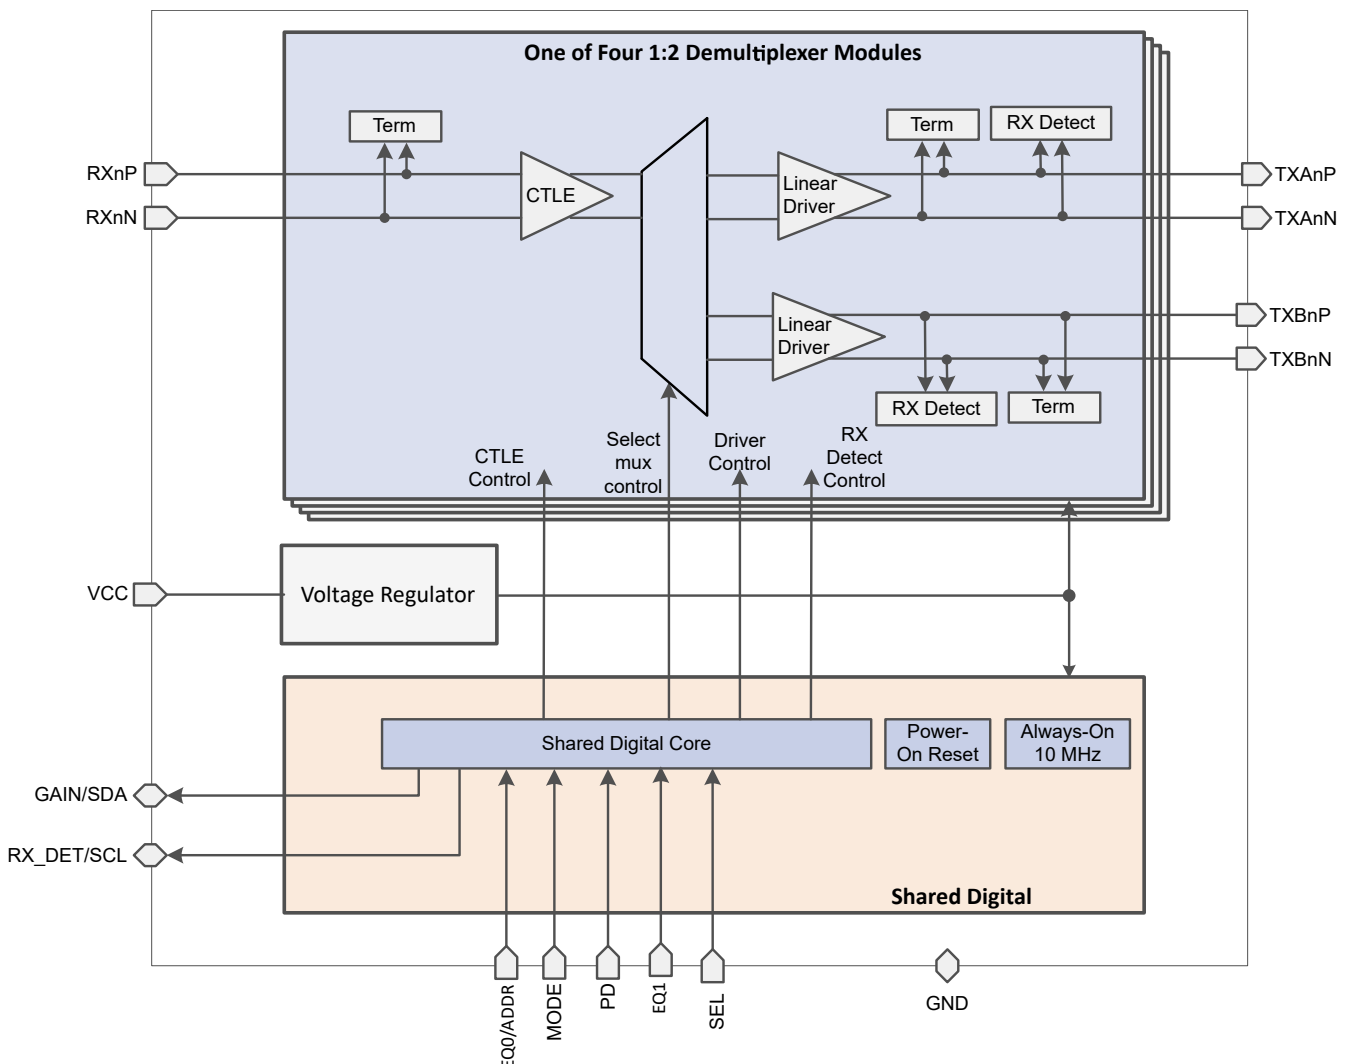 One of Four 1:2 Demultiplexer Modules
Term
Term
RX Detect
RXnP
RXnN
CTLE
Linear
Driver
TXAnP
TXAnN
Linear
Driver
TXBnP
TXBnN
RX Detect
Term
CTLE
Control
Select
mux
control
Driver
Control
RX
Detect
Control
VCC
Voltage Regulator
Shared Digital Core
Power-
On Reset
Always-On
10 MHz
GAIN/SDA
RX_DET/SCL
Shared Digital
EQ0/ADDR
MODE
PD
EQ1
SEL
GND